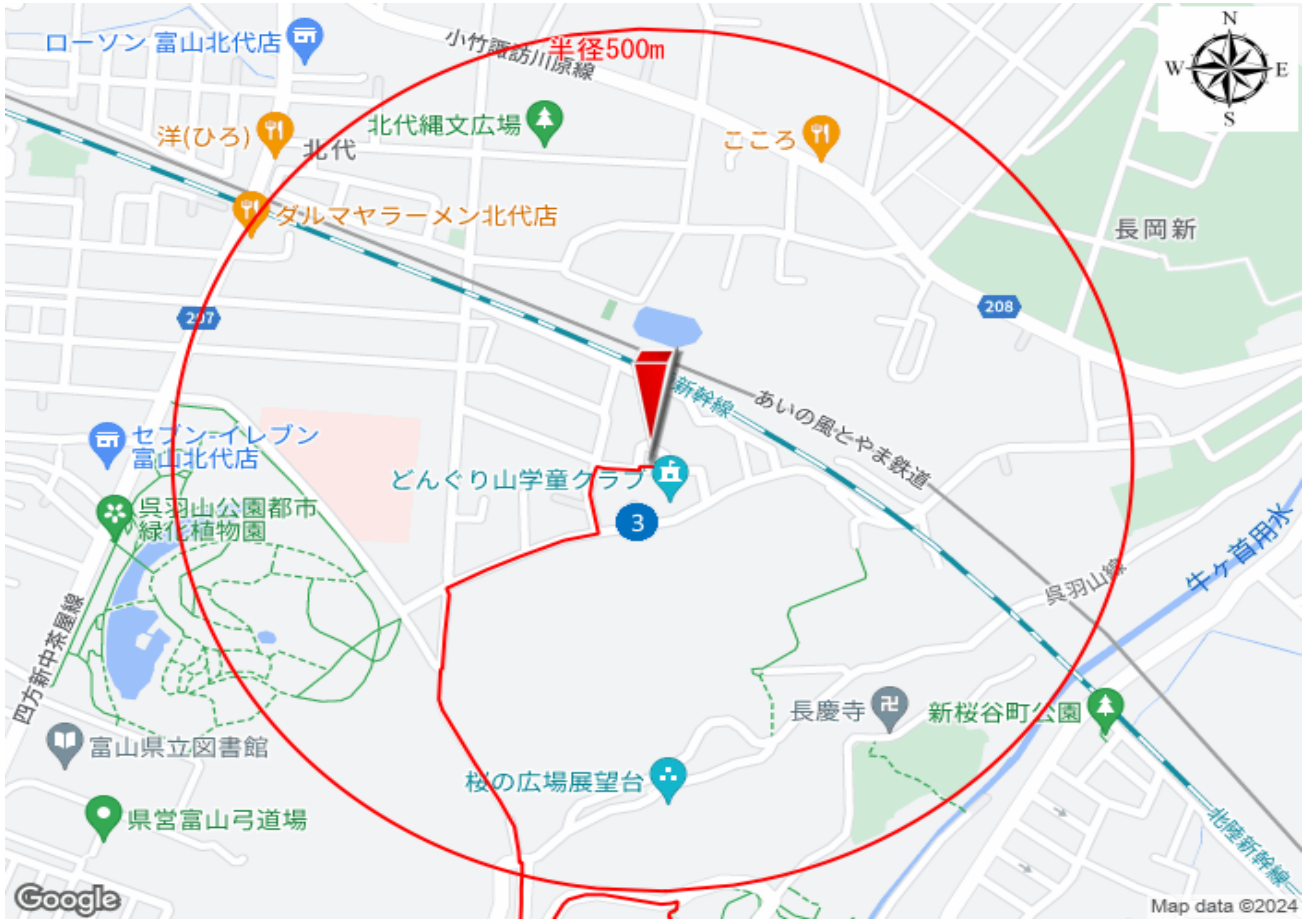 N
W
E
S
ローソン 富山北代店
小竹諏訪川原線
半径500m
洋(ひろ)
北代
北代縄文広場
こころ
ダルマヤラーメン北代店
長岡新
207
208
新幹線
あいの風とやま鉄道
セブン-イレブン
富山北代店
どんぐり山学童クラブ
呉羽山公園都市
緑化植物園
3
牛ヶ首用水
呉羽山線
四方新中茶屋線
長慶寺
新桜谷町公園
富山県立図書館
桜の広場展望台
県営富山弓道場
北陸新幹線
Google
Map data ©2024